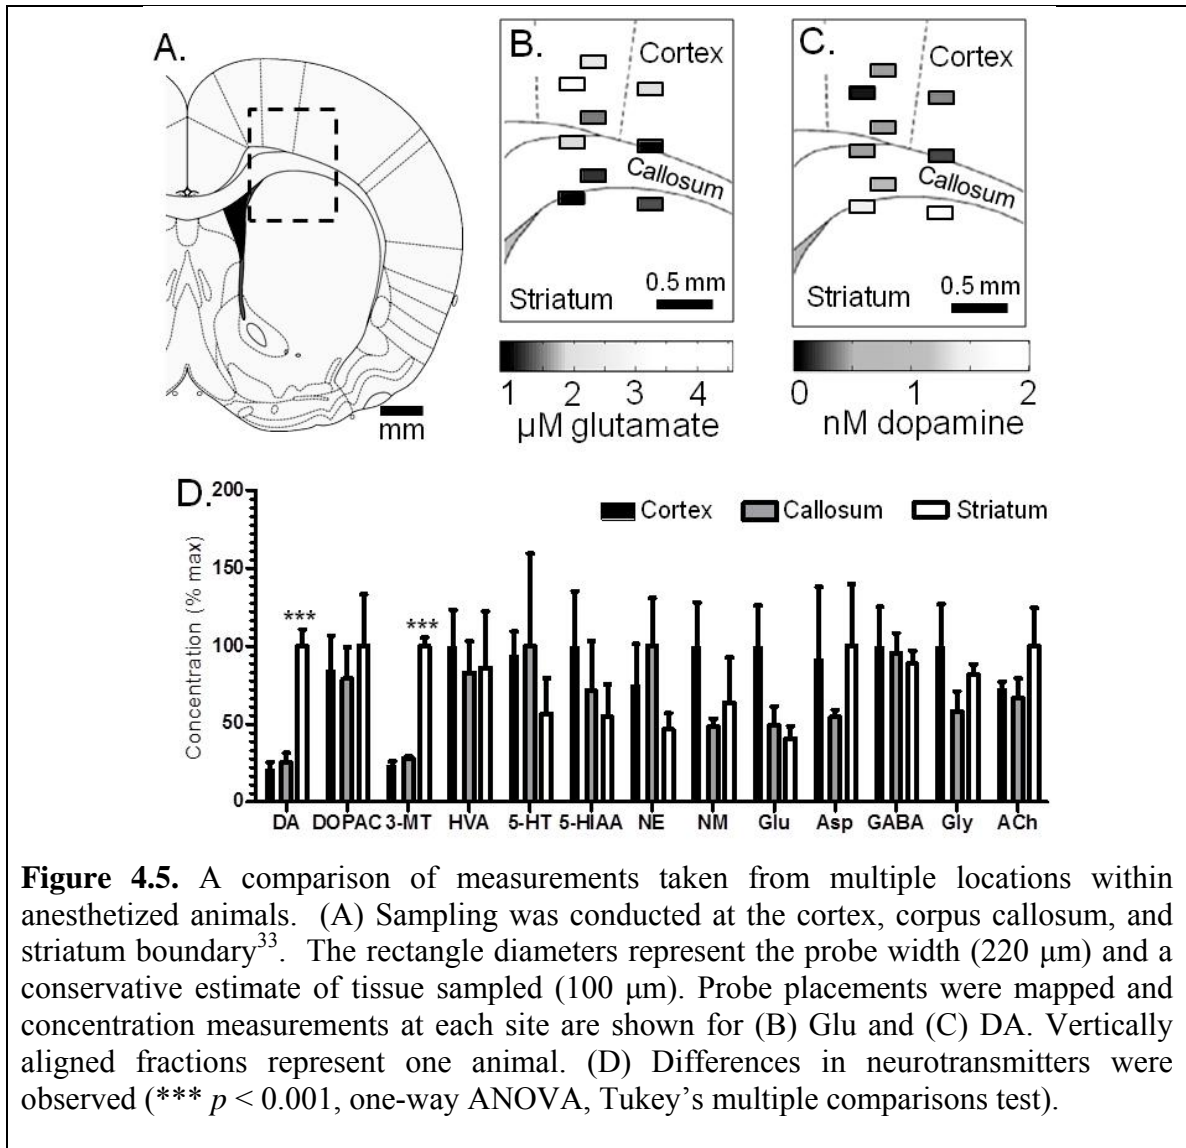 A.
mm
B.
Cortex
Callosum
Striatum
0.5 mm
1 2 3 4
µM glutamate
C.
Cortex
Callosum
Striatum
0.5 mm
0 1 2
nM dopamine
D.
200
150
100
50
0
Concentration (% max)
Cortex Callosum Striatum
***
***
DA DOPAC 3-MT HVA 5-HT 5-HIAA NE NM Glu Asp GABA Gly ACh
Figure 4.5. A comparison of measurements taken from multiple locations within
anesthetized animals. (A) Sampling was conducted at the cortex, corpus callosum, and
striatum boundary33. The rectangle diameters represent the probe width (220 μm) and a
conservative estimate of tissue sampled (100 μm). Probe placements were mapped and
concentration measurements at each site are shown for (B) Glu and (C) DA. Vertically
aligned fractions represent one animal. (D) Differences in neurotransmitters were
observed (*** p < 0.001, one-way ANOVA, Tukey’s multiple comparisons test).